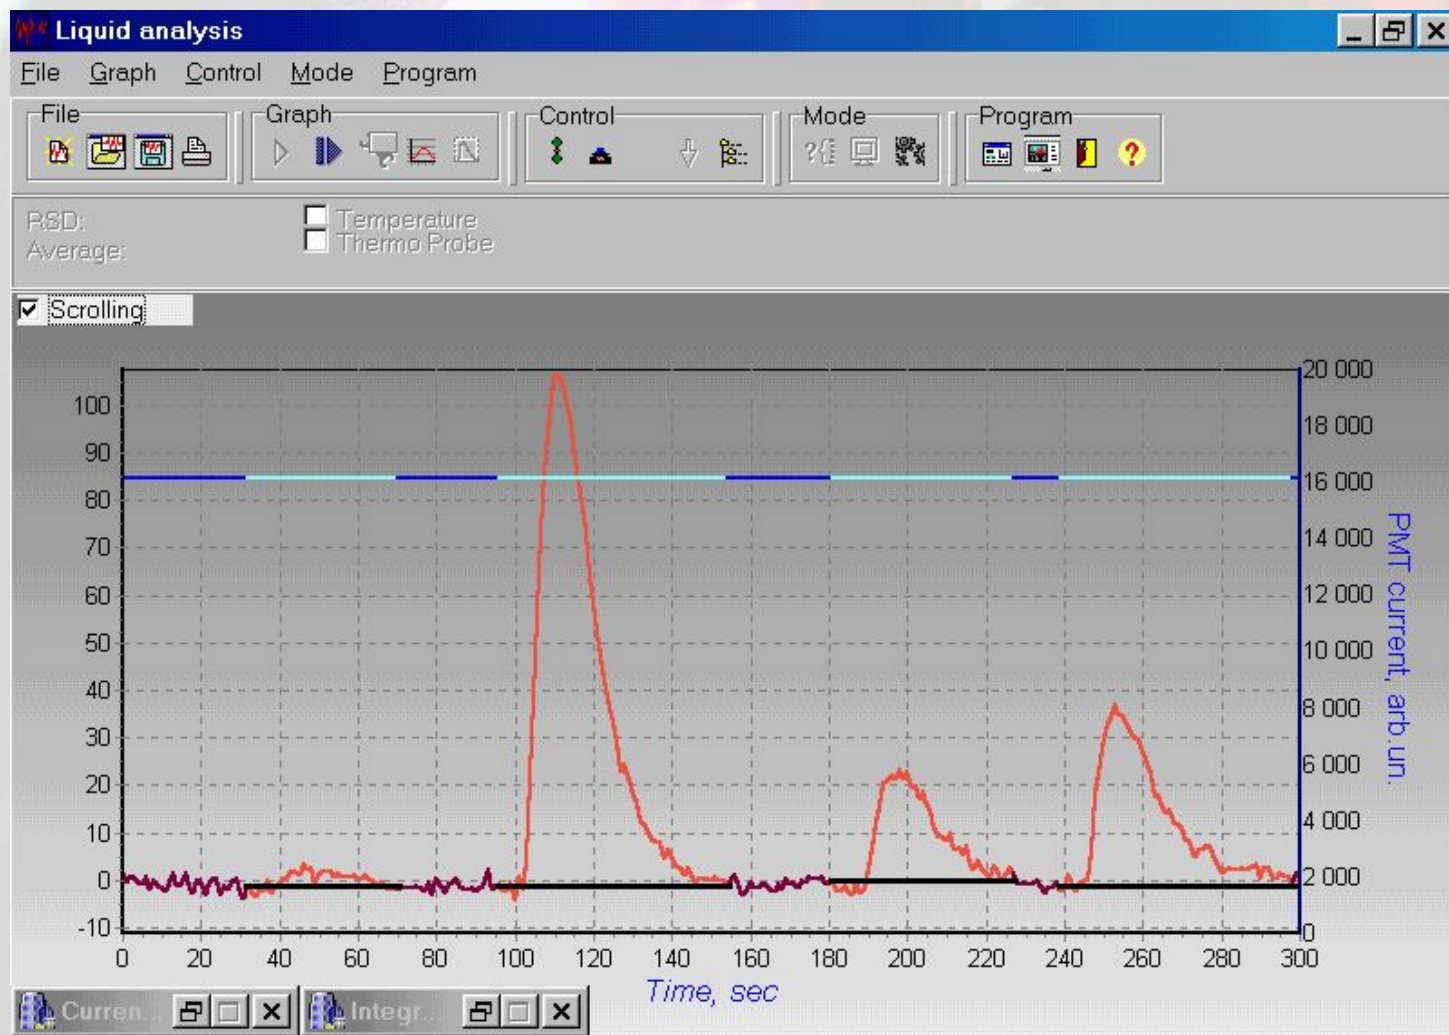 Liquid analysis
File Graph Control Mode Program
File Graph Control Mode Program
RSD: Temperature
Average: Thermo Probe
Scrolling
100
90
80
70
60
50
40
30
20
10
0
-10
20 000
18 000
16 000
14 000
12 000
10 000
8 000
6 000
4 000
2 000
0
PMT current, arb.un.
0 20 40 60 80 100 120 140 160 180 200 220 240 260 280 300
Time, sec
Curren... Integr...